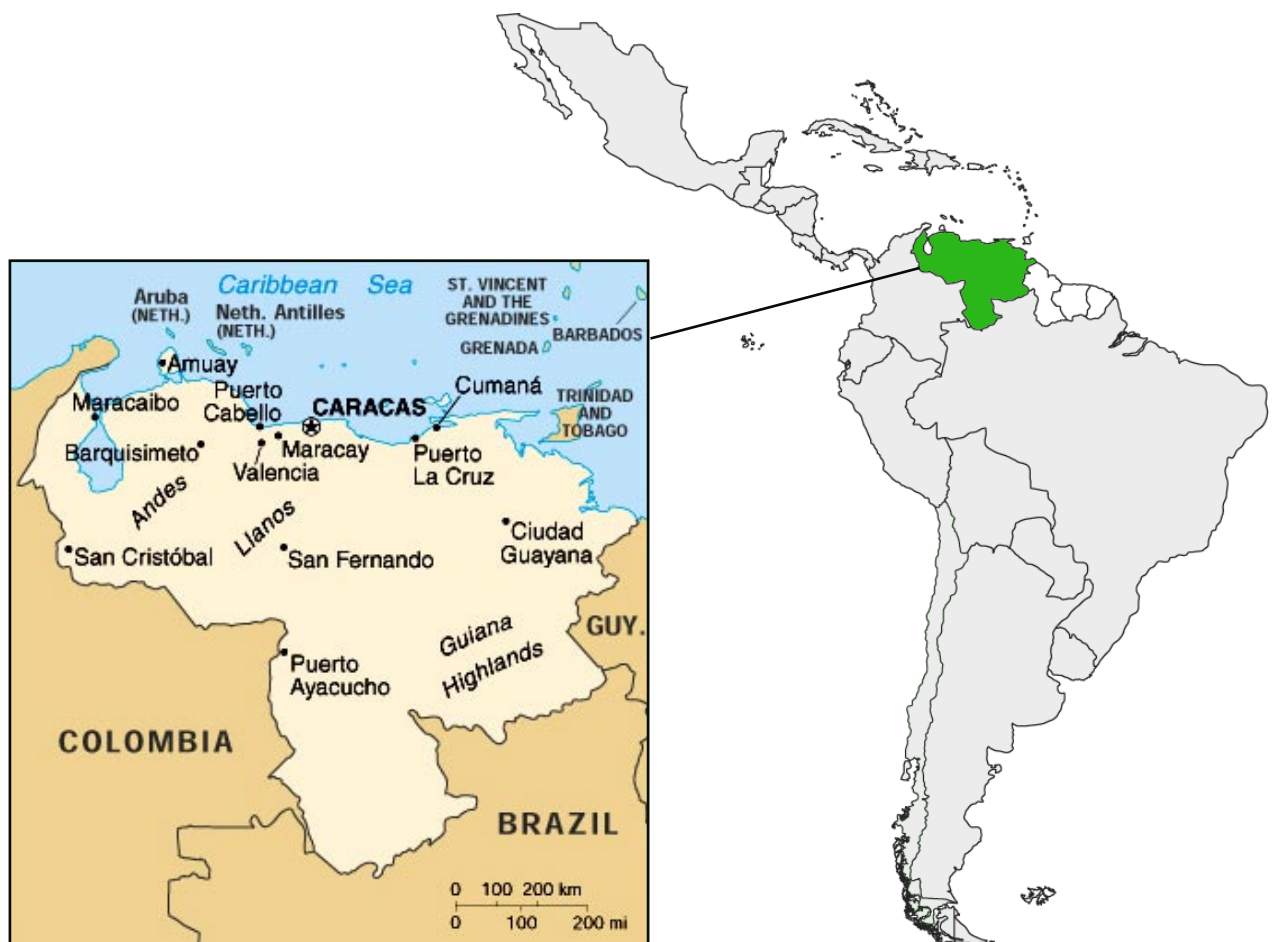 Caribbean Sea
ST. VINCENT
AND THE
GRENADINES
Aruba
(NETH.)
Neth. Antilles
(NETH.)
BARBADOS
GRENADA
Amuay
Cumaná
Puerto
Cabello
TRINIDAD
AND
TOBAGO
Maracaibo
CARACAS
Barquisimeto
Maracay
Valencia
Puerto
La Cruz
Andes
Llanos
Ciudad
Guayana
San Cristóbal
San Fernando
Guiana
Highlands
GUY.
Puerto
Ayacucho
COLOMBIA
BRAZIL
0 100 200 km
0 100 200 mi